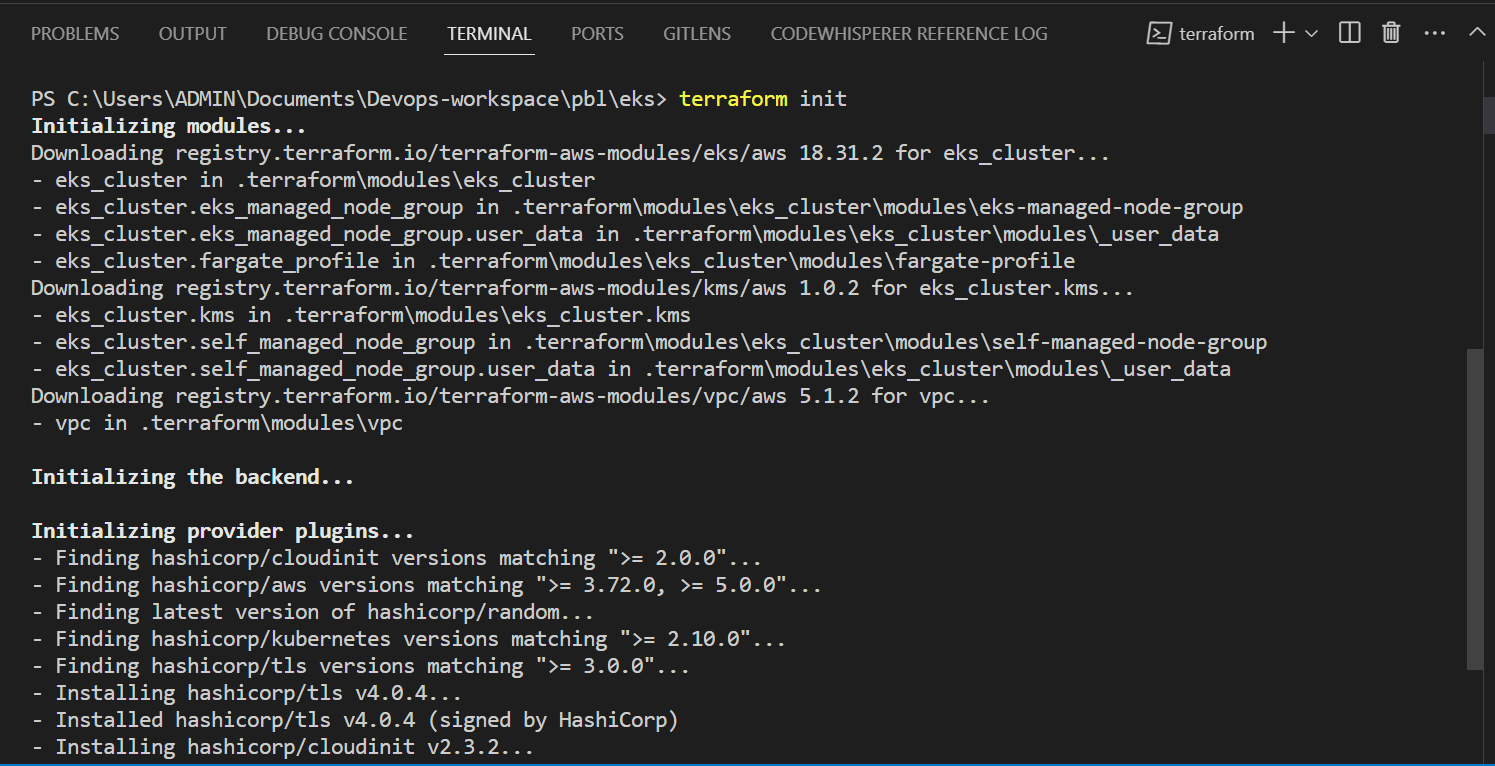 PROBLEMS OUTPUT DEBUG CONSOLE TERMINAL PORTS GITLENS CODEWHISPERER REFERENCE LOG terraform
PS C:\Users\ADMIN\Documents\Devops-workspace\pbl\eks> terraform init
Initializing modules...
Downloading registry.terraform.io/terraform-aws-modules/eks/aws 18.31.2 for eks_cluster...
- eks_cluster in .terraform\modules\eks_cluster
- eks_cluster.eks_managed_node_group in .terraform\modules\eks_cluster\modules\eks-managed-node-group
- eks_cluster.eks_managed_node_group.user_data in .terraform\modules\eks_cluster\modules\_user_data
- eks_cluster.fargate_profile in .terraform\modules\eks_cluster\modules\fargate-profile
Downloading registry.terraform.io/terraform-aws-modules/kms/aws 1.0.2 for eks_cluster.kms...
- eks_cluster.kms in .terraform\modules\eks_cluster.kms
- eks_cluster.self_managed_node_group in .terraform\modules\eks_cluster\modules\self-managed-node-group
- eks_cluster.self_managed_node_group.user_data in .terraform\modules\eks_cluster\modules\_user_data
Downloading registry.terraform.io/terraform-aws-modules/vpc/aws 5.1.2 for vpc...
- vpc in .terraform\modules\vpc
Initializing the backend...
Initializing provider plugins...
- Finding hashicorp/cloudinit versions matching ">= 2.0.0"...
- Finding hashicorp/aws versions matching ">= 3.72.0, >= 5.0.0"...
- Finding latest version of hashicorp/random...
- Finding hashicorp/kubernetes versions matching ">= 2.10.0"...
- Finding hashicorp/tls versions matching ">= 3.0.0"...
- Installing hashicorp/tls v4.0.4...
- Installed hashicorp/tls v4.0.4 (signed by HashiCorp)
- Installing hashicorp/cloudinit v2.3.2...